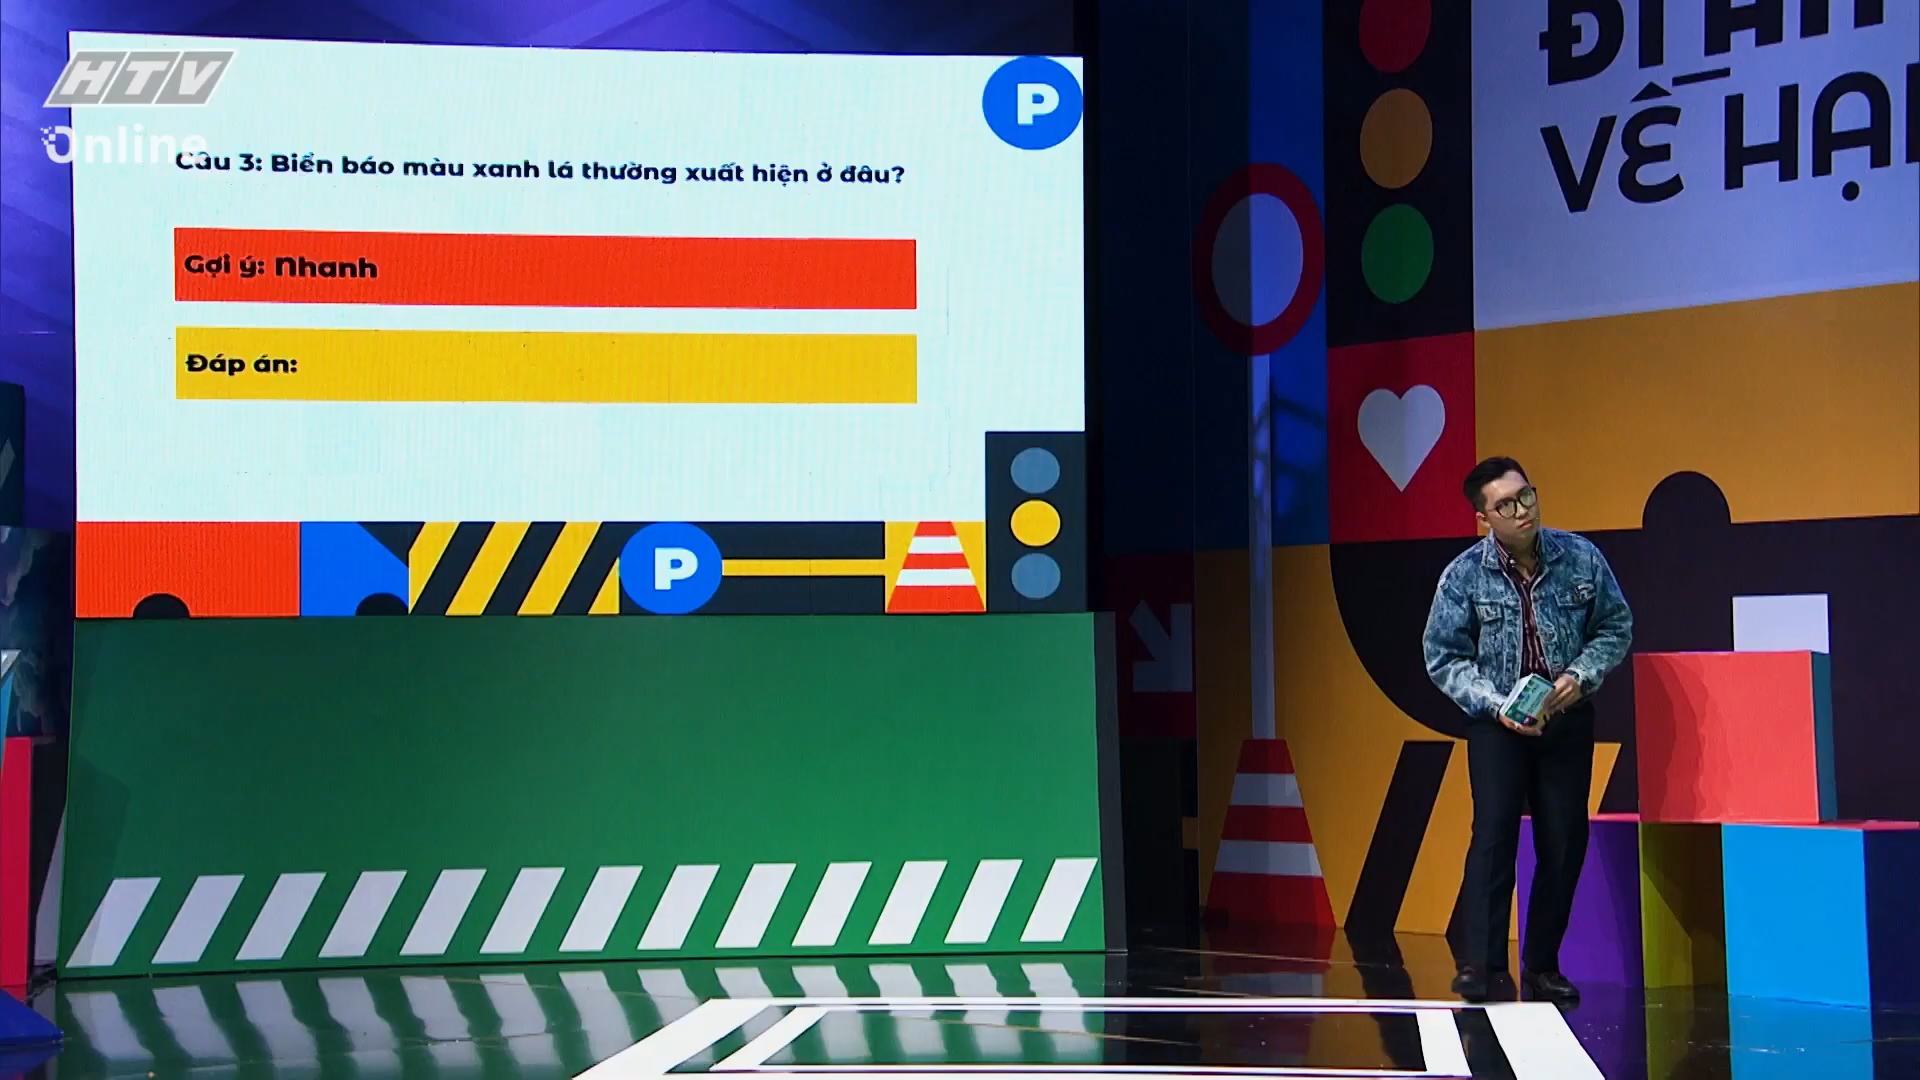 HTV
Online
Câu 3: Biển báo màu xanh lá thường xuất hiện ở đâu?
Gợi ý: Nhanh
Đáp án:
P
P
VỀ HẠ